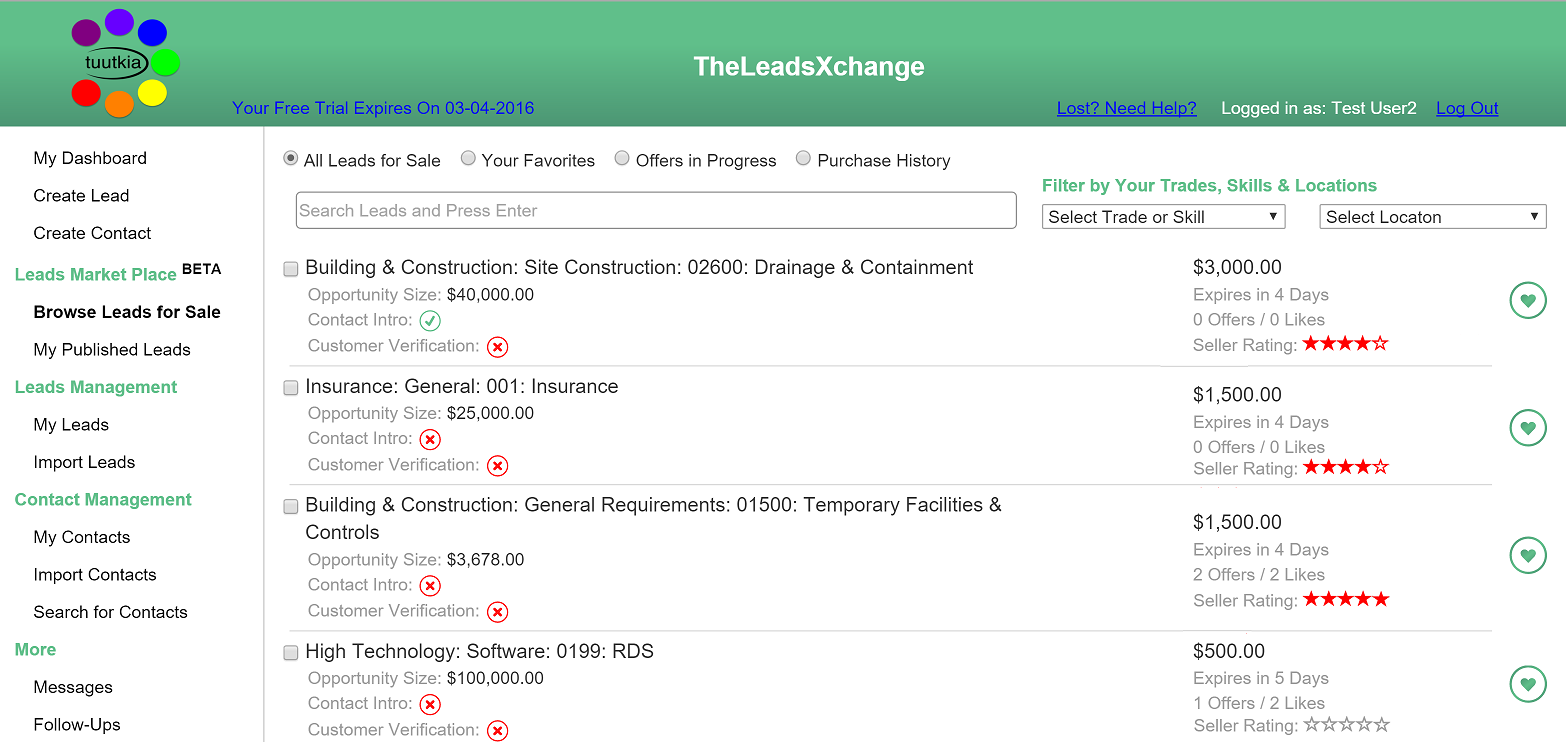 tuutkia
TheLeadsXchange
Your Free Trial Expires On 03-04-2016
Lost? Need Help? Logged in as: Test User2 Log Out
My Dashboard
Create Lead
Create Contact
Leads Market Place BETA
Browse Leads for Sale
My Published Leads
Leads Management
My Leads
Import Leads
Contact Management
My Contacts
Import Contacts
Search for Contacts
More
Messages
Follow-Ups
All Leads for Sale Your Favorites Offers in Progress Purchase History
Search Leads and Press Enter
Filter by Your Trades, Skills & Locations
Select Trade or Skill Select Locaton
Building & Construction: Site Construction: 02600: Drainage & Containment
Opportunity Size: $40,000.00
Contact Intro:
Customer Verification:
$3,000.00
Expires in 4 Days
0 Offers / 0 Likes
Seller Rating:
Insurance: General: 001: Insurance
Opportunity Size: $25,000.00
Contact Intro:
Customer Verification:
$1,500.00
Expires in 4 Days
0 Offers / 0 Likes
Seller Rating:
Building & Construction: General Requirements: 01500: Temporary Facilities &
Controls
Opportunity Size: $3,678.00
Contact Intro:
Customer Verification:
$1,500.00
Expires in 4 Days
2 Offers / 2 Likes
Seller Rating:
High Technology: Software: 0199: RDS
Opportunity Size: $100,000.00
Contact Intro:
Customer Verification:
$500.00
Expires in 5 Days
1 Offers / 2 Likes
Seller Rating: